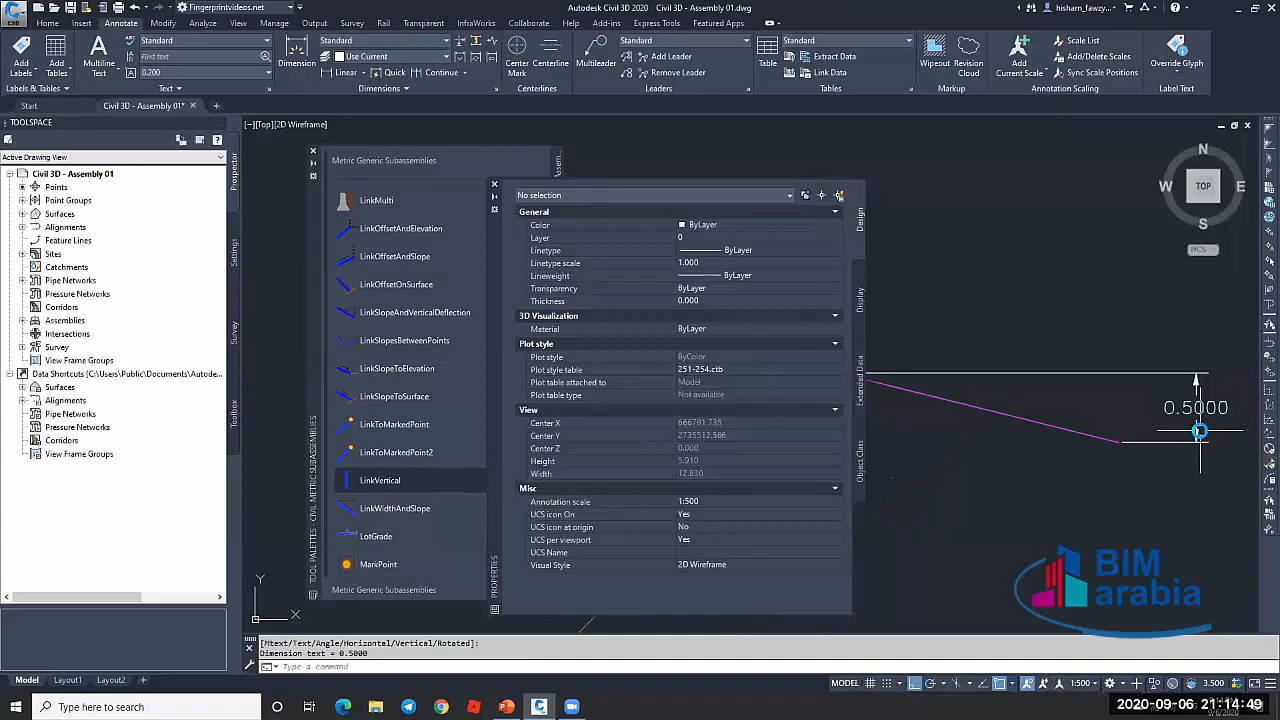 Fingerprintvideos.net
Autodesk Civil 3D 2020 Civil 3D - Assembly 01.dwg
hisham_fawzy...
Home Insert Annotate Modify Analyze View Manage Output Survey Rail Transparent InfraWorks Collaborate Help Add-ins Express Tools Featured Apps
Add Labels
Add Tables
Labels & Tables
Multiline Text
Standard
Find text
0.200
Text
Dimension
Standard
Use Current
Linear Quick Continue
Dimensions
Center Mark
Centerline
Centerlines
Multileader
Standard
Add Leader
Remove Leader
Leaders
Table
Standard
Extract Data
Link Data
Tables
Wipeout
Revision Cloud
Markup
Add Current Scale
Scale List
Add/Delete Scales
Sync Scale Positions
Annotation Scaling
Override Glyph
Label Text
Start
Civil 3D - Assembly 01*
TOOLSPACE
Active Drawing View
Civil 3D - Assembly 01
Points
Point Groups
Surfaces
Alignments
Feature Lines
Sites
Catchments
Pipe Networks
Pressure Networks
Corridors
Assemblies
Intersections
Survey
View Frame Groups
Data Shortcuts [C:\Users\Public\Documents\Autode...
Surfaces
Alignments
Pipe Networks
Pressure Networks
Corridors
View Frame Groups
Prospector
Settings
Survey
Toolbox
[−][Top][2D Wireframe]
Metric Generic Subassemblies
LinkMulti
LinkOffsetAndElevation
LinkOffsetAndSlope
LinkOffsetOnSurface
LinkSlopeAndVerticalDeflection
LinkSlopesBetweenPoints
LinkSlopeToElevation
LinkSlopeToSurface
LinkToMarkedPoint
LinkToMarkedPoint2
LinkVertical
LinkWidthAndSlope
LotGrade
MarkPoint
Metric Generic Subassemblies
TOOL PALETTES - CIVIL METRIC SUBASSEMBLIES
Assem...
No selection
General
Color ByLayer
Layer 0
Linetype ByLayer
Linetype scale 1.000
Lineweight ByLayer
Transparency ByLayer
Thickness 0.000
3D Visualization
Material ByLayer
Plot style
Plot style ByColor
Plot style table 251-254.ctb
Plot table attached to Model
Plot table type Not available
View
Center X 666791.735
Center Y 2735512.586
Center Z 0.000
Height 5.910
Width 12.830
Misc
Annotation scale 1:500
UCS icon On Yes
UCS icon at origin No
UCS per viewport Yes
UCS Name
Visual Style 2D Wireframe
PROPERTIES
Design
Display
Extended Data
Object Class
N
W TOP E
S
WCS
0.5000
BIM
arabia
Y
X
[Mtext/Text/Angle/Horizontal/Vertical/Rotated]:
Dimension text = 0.5000
Type a command
Model Layout1 Layout2
MODEL 1:500 3.500
Type here to search
2020-09-06 21:14:49
9/6/2020